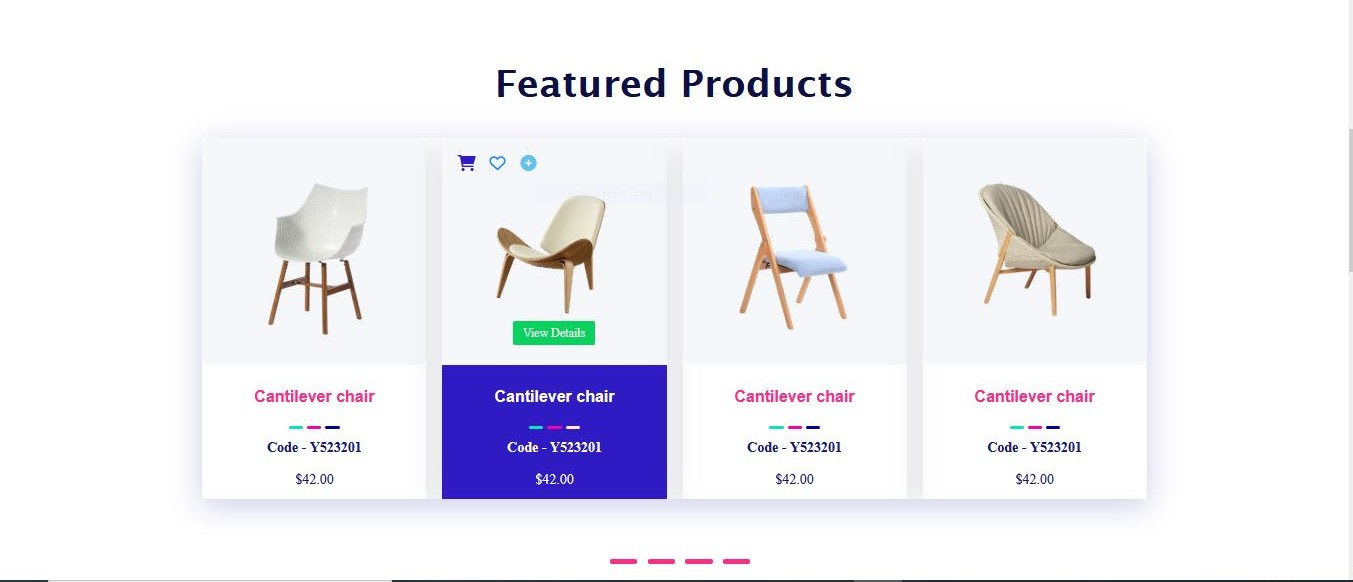 Featured Products
View Details
Cantilever chair
Code - Y523201
$42.00
Cantilever chair
Code - Y523201
$42.00
Cantilever chair
Code - Y523201
$42.00
Cantilever chair
Code - Y523201
$42.00